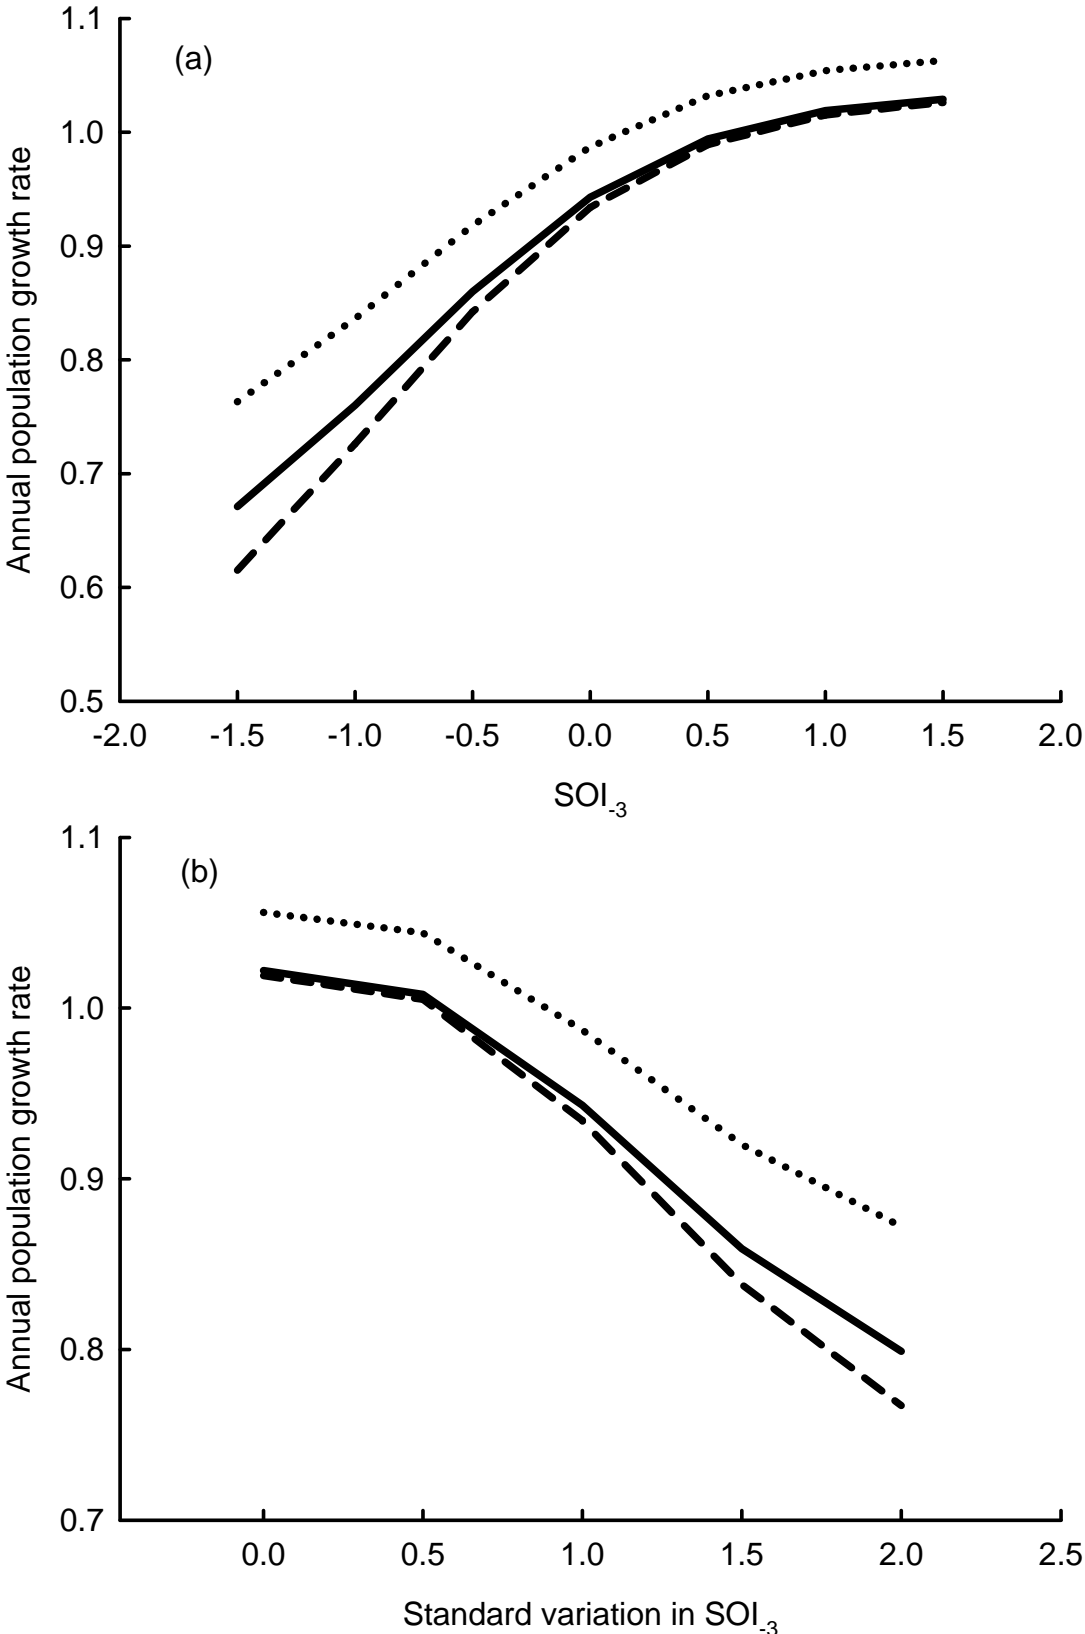 (a)
Annual population growth rate
1.1
1.0
0.9
0.8
0.7
0.6
0.5
-2.0 -1.5 -1.0 -0.5 0.0 0.5 1.0 1.5 2.0
SOI-3
(b)
Annual population growth rate
1.1
1.0
0.9
0.8
0.7
0.0 0.5 1.0 1.5 2.0 2.5
Standard variation in SOI-3